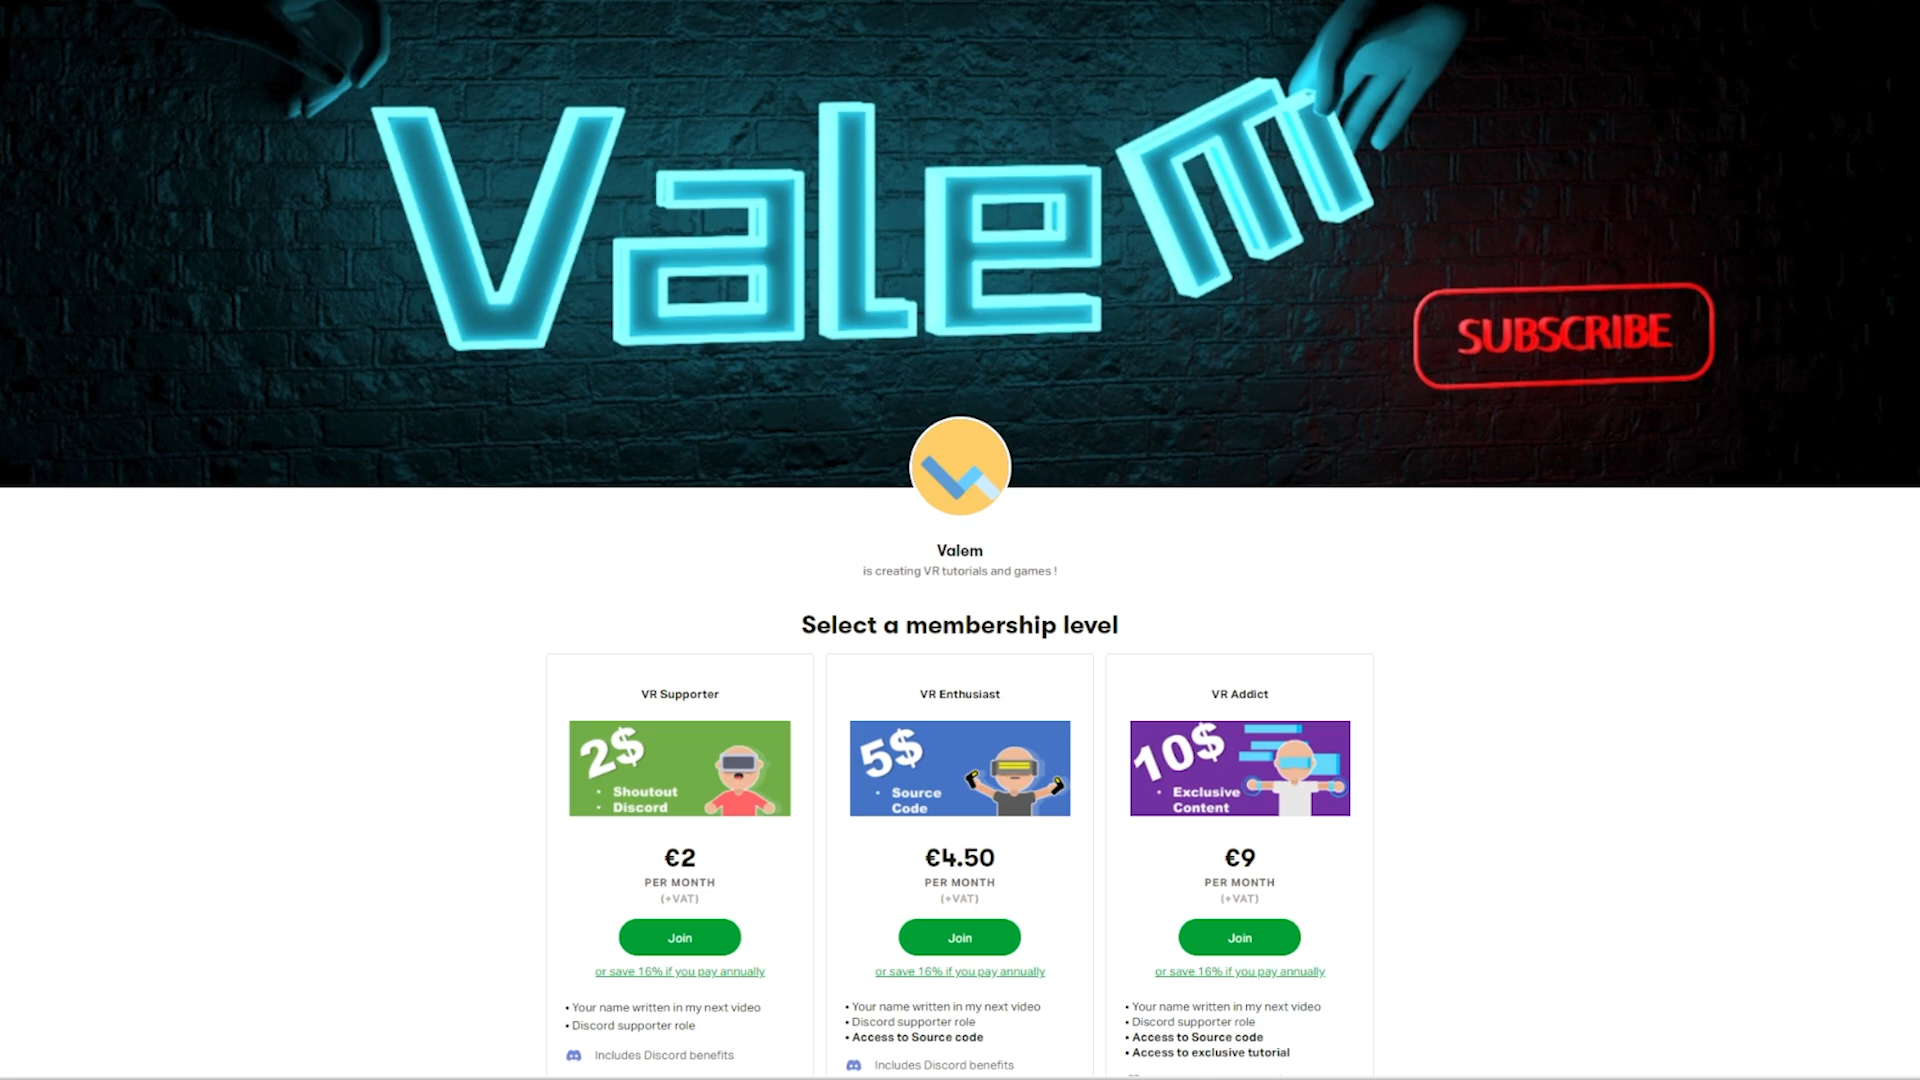 Valem
SUBSCRIBE
Valem
is creating VR tutorials and games !
Select a membership level
VR Supporter
2$
• Shoutout
• Discord
€2
PER MONTH
(+VAT)
Join
or save 16% if you pay annually
• Your name written in my next video
• Discord supporter role
Includes Discord benefits
VR Enthusiast
5$
• Source
Code
€4.50
PER MONTH
(+VAT)
Join
or save 16% if you pay annually
• Your name written in my next video
• Discord supporter role
• Access to Source code
Includes Discord benefits
VR Addict
10$
• Exclusive
Content
€9
PER MONTH
(+VAT)
Join
or save 16% if you pay annually
• Your name written in my next video
• Discord supporter role
• Access to Source code
• Access to exclusive tutorial